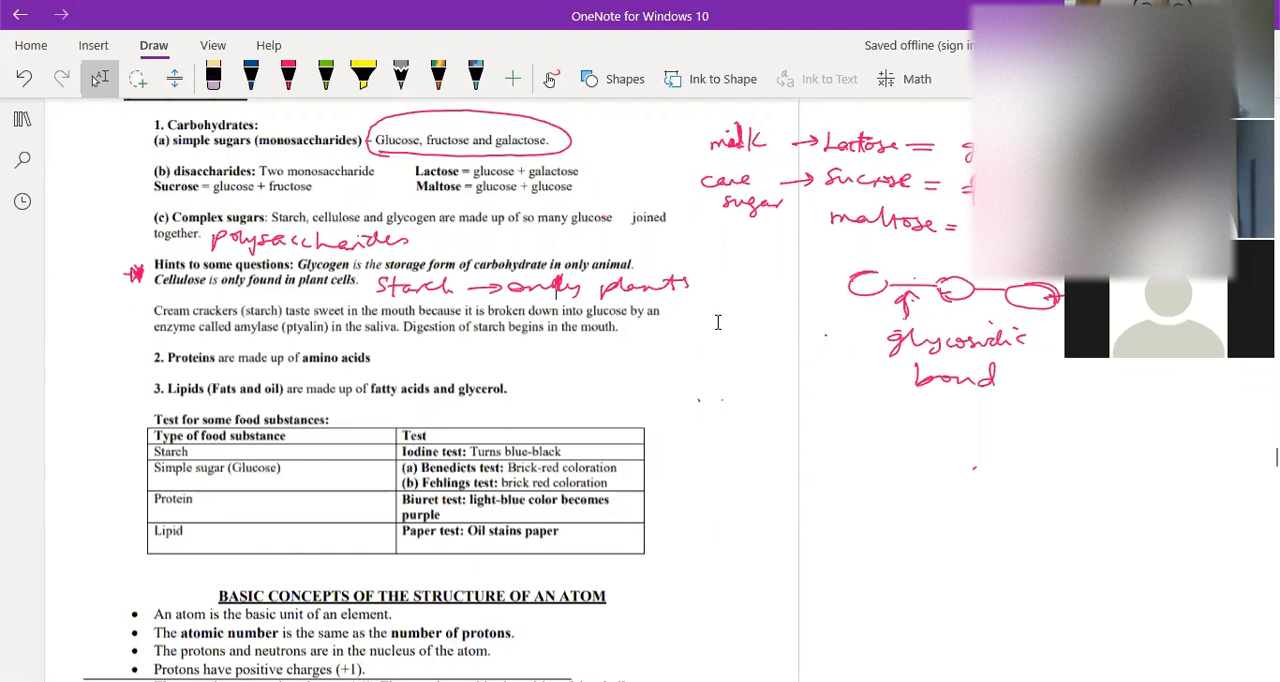 OneNote for Windows 10
Home Insert Draw View Help
Saved offline (sign in
Shapes Ink to Shape Ink to Text Math
1. Carbohydrates:
(a) simple sugars (monosaccharides) – Glucose, fructose and galactose.
(b) disaccharides: Two monosaccharide Lactose = glucose + galactose
Sucrose = glucose + fructose Maltose = glucose + glucose
(c) Complex sugars: Starch, cellulose and glycogen are made up of so many glucose joined
together. polysaccharides
Hints to some questions: Glycogen is the storage form of carbohydrate in only animal.
Cellulose is only found in plant cells. Starch → only plants
Cream crackers (starch) taste sweet in the mouth because it is broken down into glucose by an
enzyme called amylase (ptyalin) in the saliva. Digestion of starch begins in the mouth.
2. Proteins are made up of amino acids
3. Lipids (Fats and oil) are made up of fatty acids and glycerol.
Test for some food substances:
Type of food substance Test
Starch Iodine test: Turns blue-black
Simple sugar (Glucose) (a) Benedicts test: Brick-red coloration
(b) Fehlings test: brick red coloration
Protein Biuret test: light-blue color becomes
purple
Lipid Paper test: Oil stains paper
BASIC CONCEPTS OF THE STRUCTURE OF AN ATOM
• An atom is the basic unit of an element.
• The atomic number is the same as the number of protons.
• The protons and neutrons are in the nucleus of the atom.
• Protons have positive charges (+1).
milk → Lactose =
cane → sucrose =
sugar
maltose =
glycosidic
bond